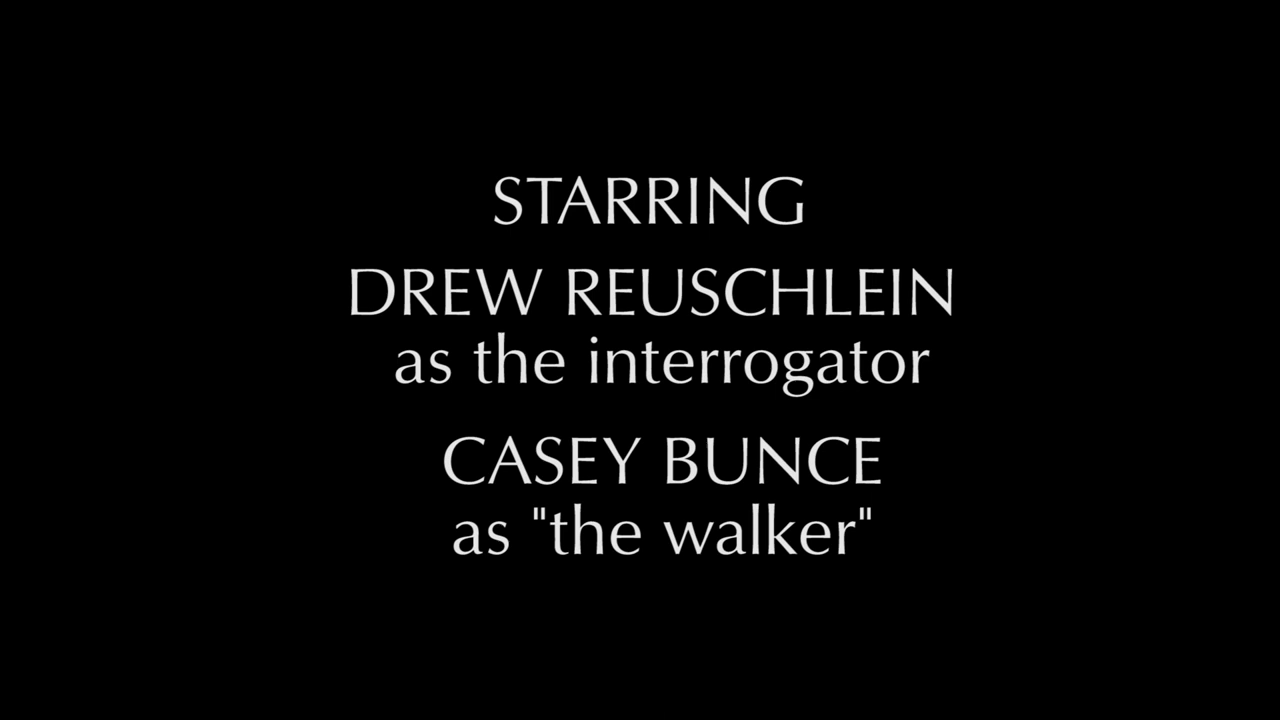 STARRING
DREW REUSCHLEIN
as the interrogator
CASEY BUNCE
as "the walker"